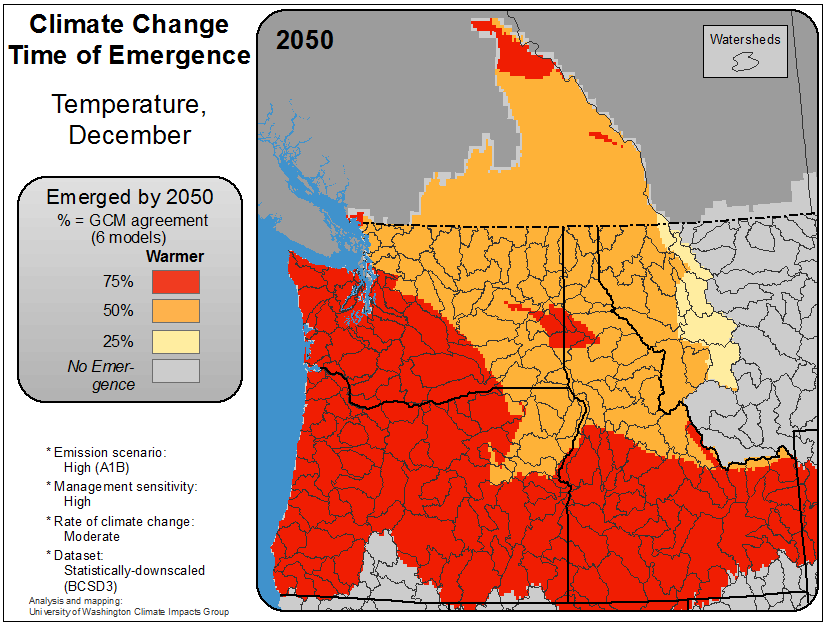 Climate Change
Time of Emergence
Temperature,
December
Emerged by 2050
% = GCM agreement
(6 models)
Warmer
75%
50%
25%
No Emer-
gence
* Emission scenario:
High (A1B)
* Management sensitivity:
High
* Rate of climate change:
Moderate
* Dataset:
Statistically-downscaled
(BCSD3)
Analysis and mapping:
University of Washington Climate Impacts Group
2050
Watersheds